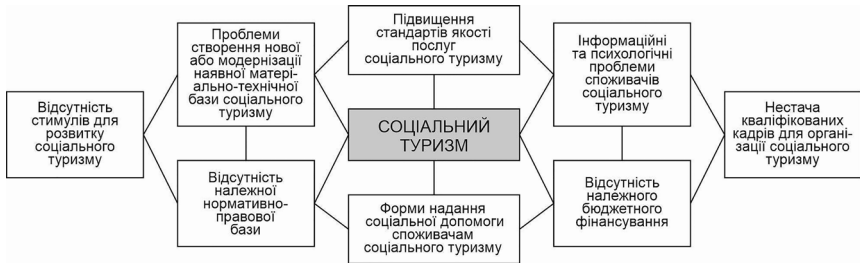 Відсутність
стимулів для
розвитку
соціального
туризму
Проблеми
створення нової
або модернізації
наявної матері-
ально-технічної
бази соціального
туризму
Відсутність
належної
нормативно-
правової
бази
Підвищення
стандартів якості
послуг
соціального туризму
СОЦІАЛЬНИЙ
ТУРИЗМ
Форми надання
соціальної допомоги
споживачам
соціального туризму
Інформаційні
та психологічні
проблеми
споживачів
соціального
туризму
Відсутність
належного
бюджетного
фінансування
Нестача
кваліфікованих
кадрів для органі-
зації соціального
туризму